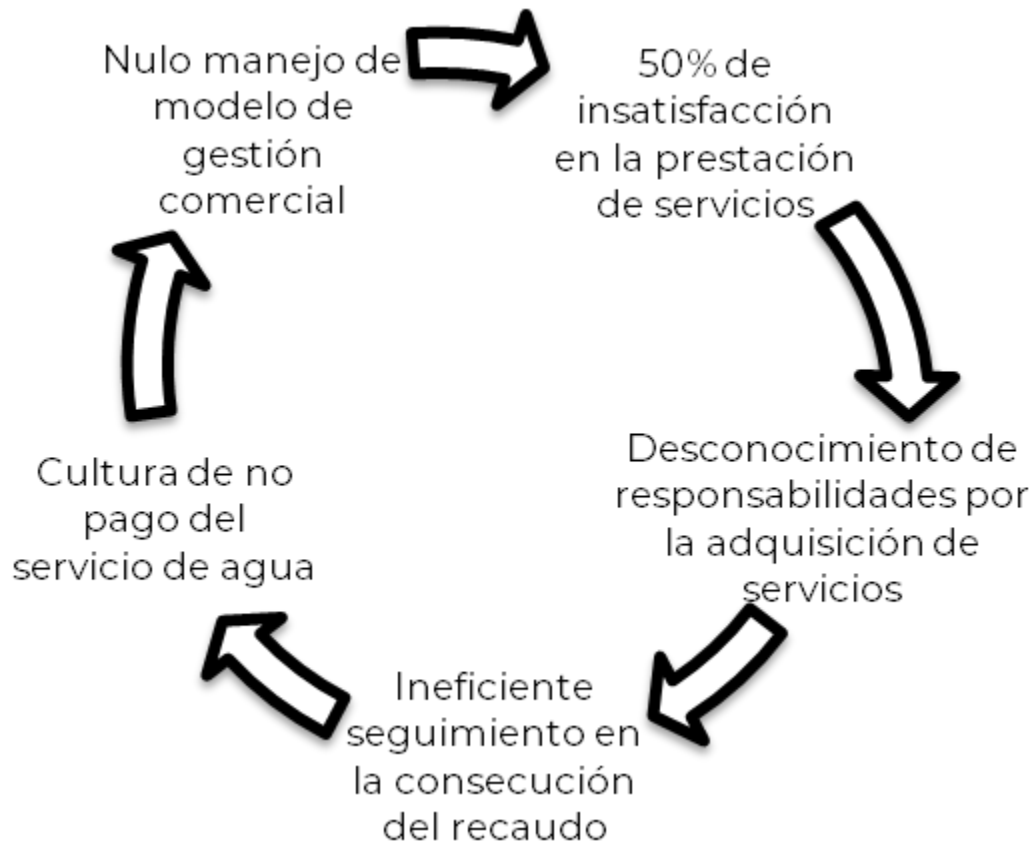 Nulo manejo de
modelo de
gestión
comercial
50% de
insatisfacción
en la prestación
de servicios
Desconocimiento de
responsabilidades por
la adquisición de
servicios
Ineficiente
seguimiento en
la consecución
del recaudo
Cultura de no
pago del
servicio de agua